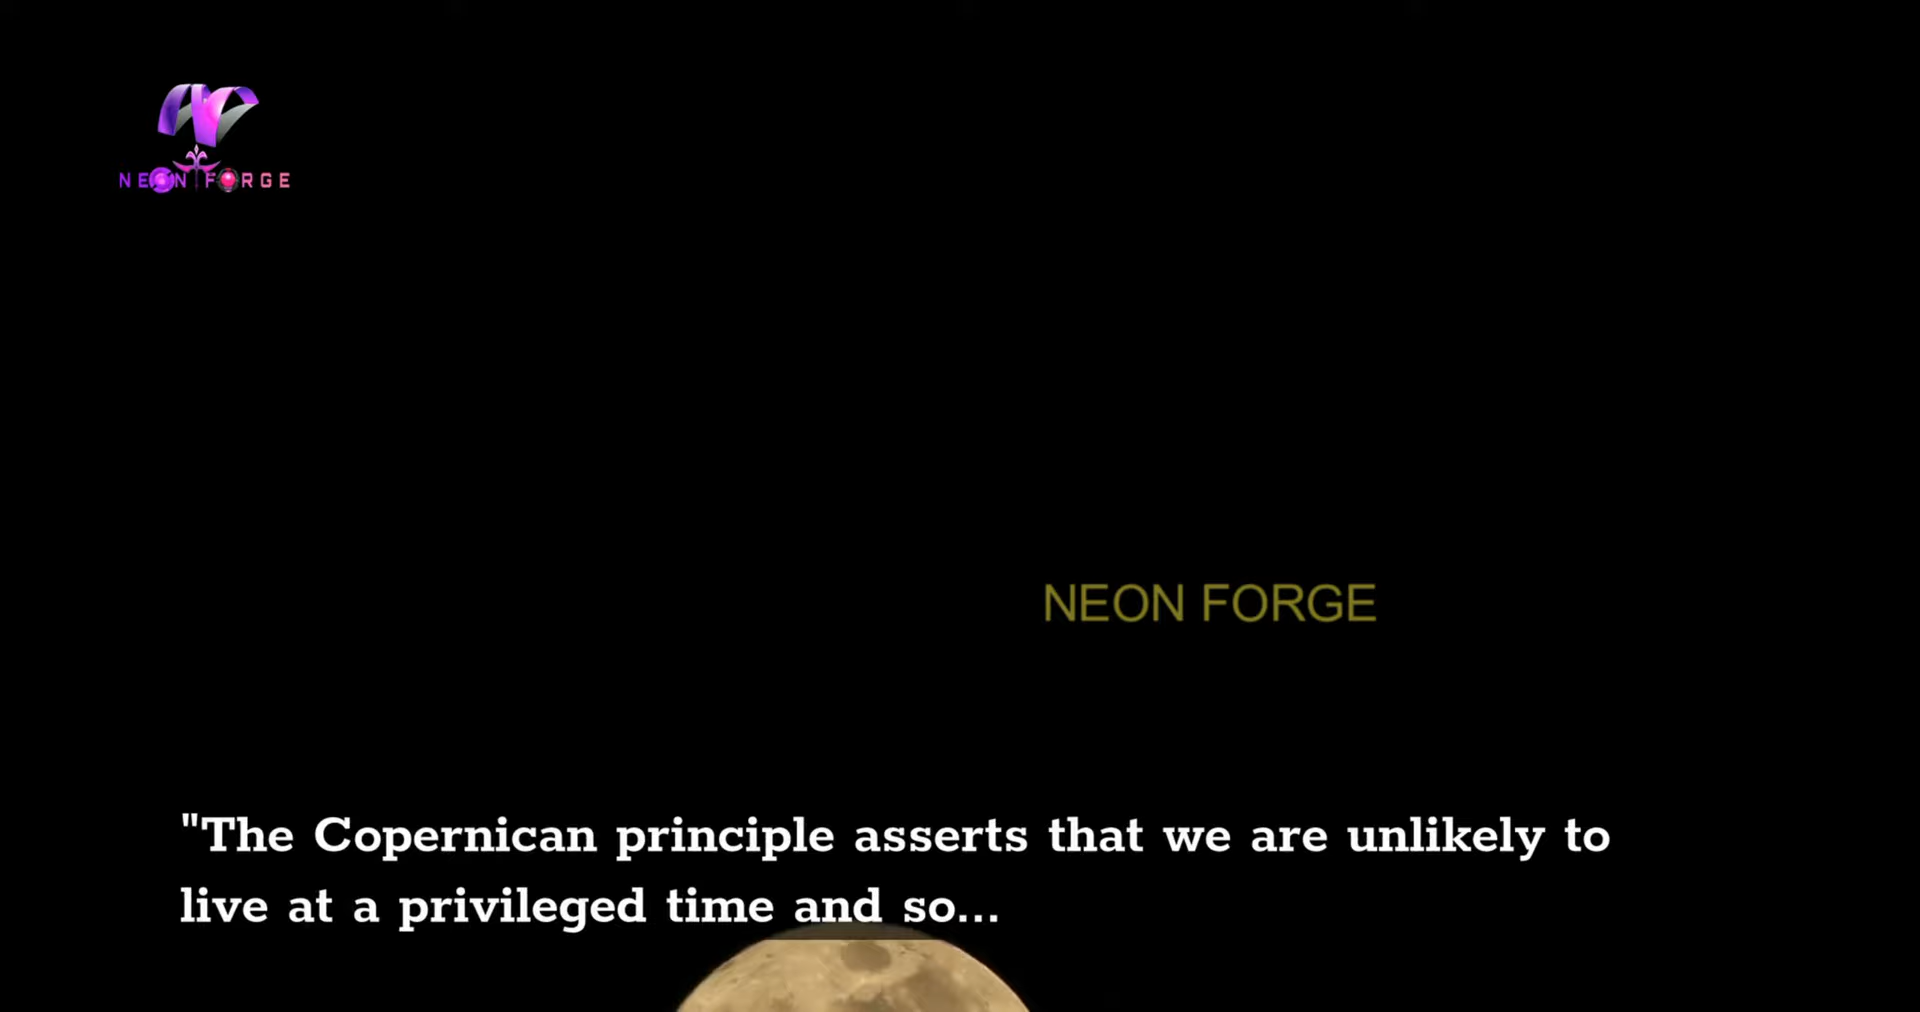 NEON FORGE
NEON FORGE
"The Copernican principle asserts that we are unlikely to
live at a privileged time and so...